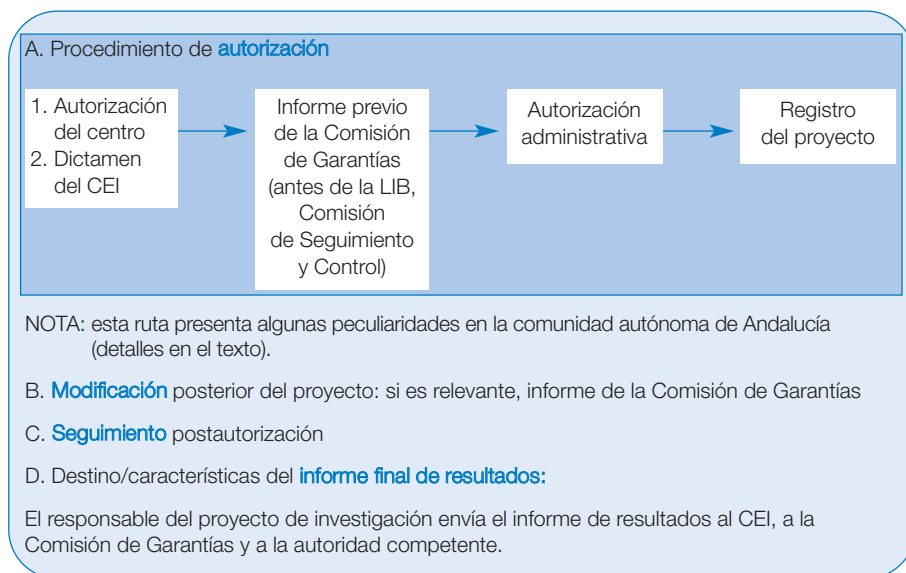 A. Procedimiento de autorización
1. Autorización
del centro
2. Dictamen
del CEI
Informe previo
de la Comisión
de Garantías
(antes de la LIB,
Comisión
de Seguimiento
y Control)
Autorización
administrativa
Registro
del proyecto
NOTA: esta ruta presenta algunas peculiaridades en la comunidad autónoma de Andalucía
(detalles en el texto).
B. Modificación posterior del proyecto: si es relevante, informe de la Comisión de Garantías
C. Seguimiento postautorización
D. Destino/características del informe final de resultados:
El responsable del proyecto de investigación envía el informe de resultados al CEI, a la
Comisión de Garantías y a la autoridad competente.